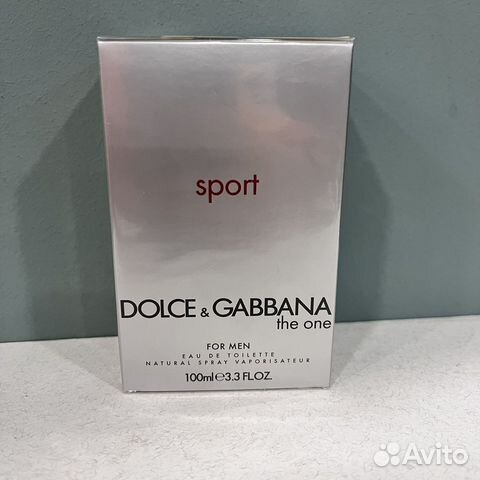 sport
DOLCE & GABBANA
the one
FOR MEN
EAU DE TOILETTE
NATURAL SPRAY VAPORISATEUR
100ml℮3.3 FL.OZ.
Avito